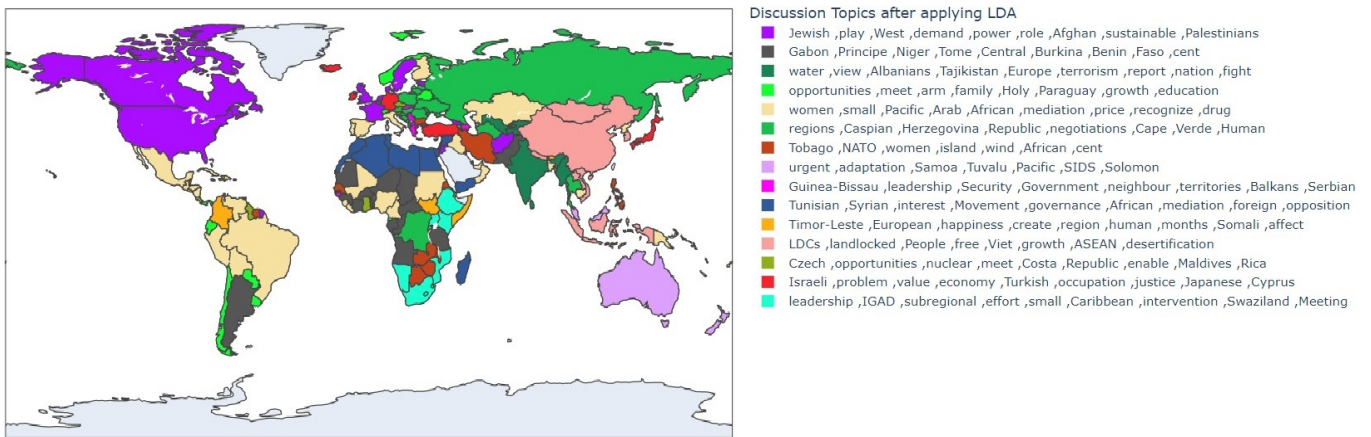 Discussion Topics after applying LDA
Jewish ,play ,West ,demand ,power ,role ,Afghan ,sustainable ,Palestinians
Gabon ,Principe ,Niger ,Tome ,Central ,Burkina ,Benin ,Faso ,cent
water ,view ,Albanians ,Tajikistan ,Europe ,terrorism ,report ,nation ,fight
opportunities ,meet ,arm ,family ,Holy ,Paraguay ,growth ,education
women ,small ,Pacific ,Arab ,African ,mediation ,price ,recognize ,drug
regions ,Caspian ,Herzegovina ,Republic ,negotiations ,Cape ,Verde ,Human
Tobago ,NATO ,women ,island ,wind ,African ,cent
urgent ,adaptation ,Samoa ,Tuvalu ,Pacific ,SIDS ,Solomon
Guinea-Bissau ,leadership ,Security ,Government ,neighbour ,territories ,Balkans ,Serbian
Tunisian ,Syrian ,interest ,Movement ,governance ,African ,mediation ,foreign ,opposition
Timor-Leste ,European ,happiness ,create ,region ,human ,months ,Somali ,affect
LDCs ,landlocked ,People ,free ,Viet ,growth ,ASEAN ,desertification
Czech ,opportunities ,nuclear ,meet ,Costa ,Republic ,enable ,Maldives ,Rica
Israeli ,problem ,value ,economy ,Turkish ,occupation ,justice ,Japanese ,Cyprus
leadership ,IGAD ,subregional ,effort ,small ,Caribbean ,intervention ,Swaziland ,Meeting